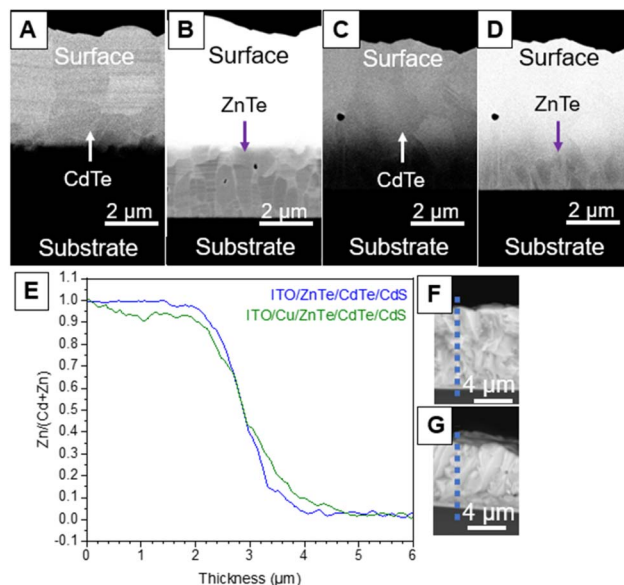 A
Surface
CdTe
2 μm
Substrate
B
Surface
ZnTe
2 μm
Substrate
C
Surface
CdTe
2 μm
Substrate
D
Surface
ZnTe
2 μm
Substrate
E
ITO/ZnTe/CdTe/CdS
ITO/Cu/ZnTe/CdTe/CdS
1.1
1.0
0.9
0.8
0.7
0.6
0.5
0.4
0.3
0.2
0.1
0.0
-0.1
Zn/(Cd+Zn)
0 1 2 3 4 5 6
Thickness (μm)
F
4 μm
G
4 μm